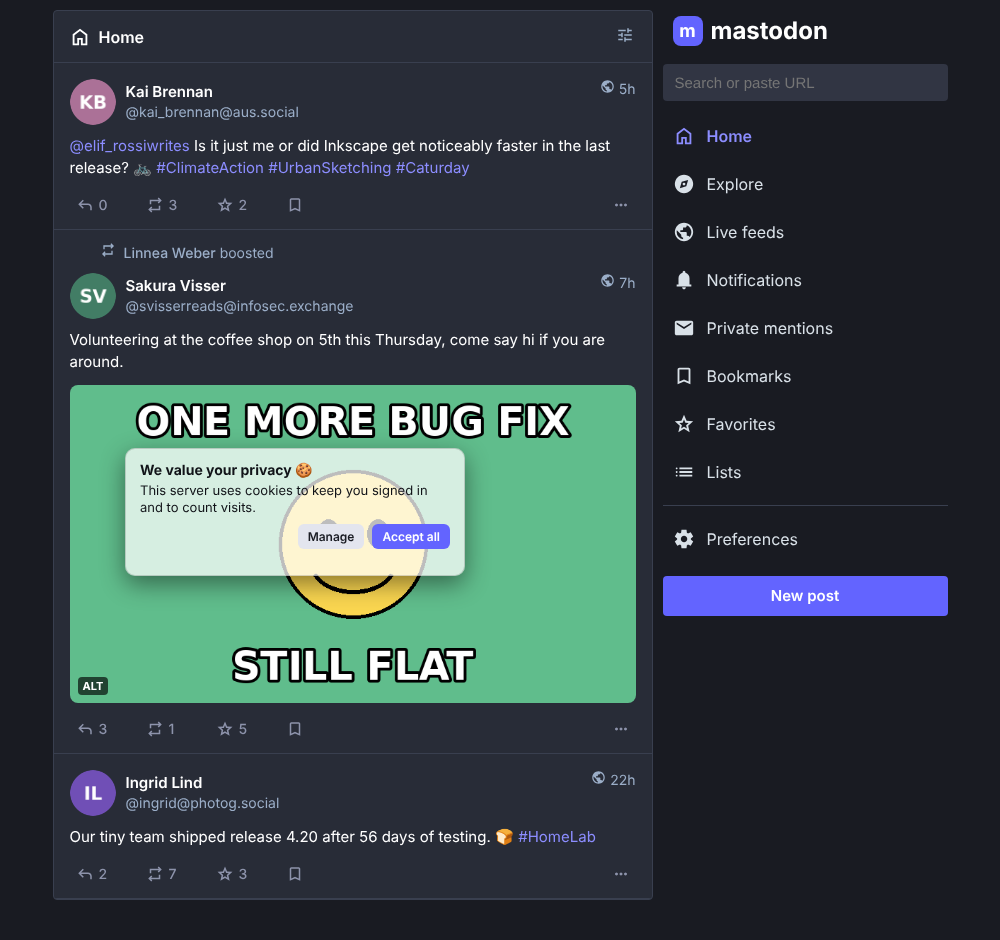 Home
Kai Brennan
5h
@kai_brennan@aus.social
@elif_rossiwrites Is it just me or did Inkscape get noticeably faster in the last
release? 🚲 #ClimateAction #UrbanSketching #Caturday
0 3 2
Linnea Weber boosted
Sakura Visser
7h
@svisserreads@infosec.exchange
Volunteering at the coffee shop on 5th this Thursday, come say hi if you are
around.
ONE MORE BUG FIX
We value your privacy 🍪
This server uses cookies to keep you signed in
and to count visits.
Manage Accept all
STILL FLAT
ALT
3 1 5
Ingrid Lind
22h
@ingrid@photog.social
Our tiny team shipped release 4.20 after 56 days of testing. 🍞 #HomeLab
2 7 3
m mastodon
Search or paste URL
Home
Explore
Live feeds
Notifications
Private mentions
Bookmarks
Favorites
Lists
Preferences
New post